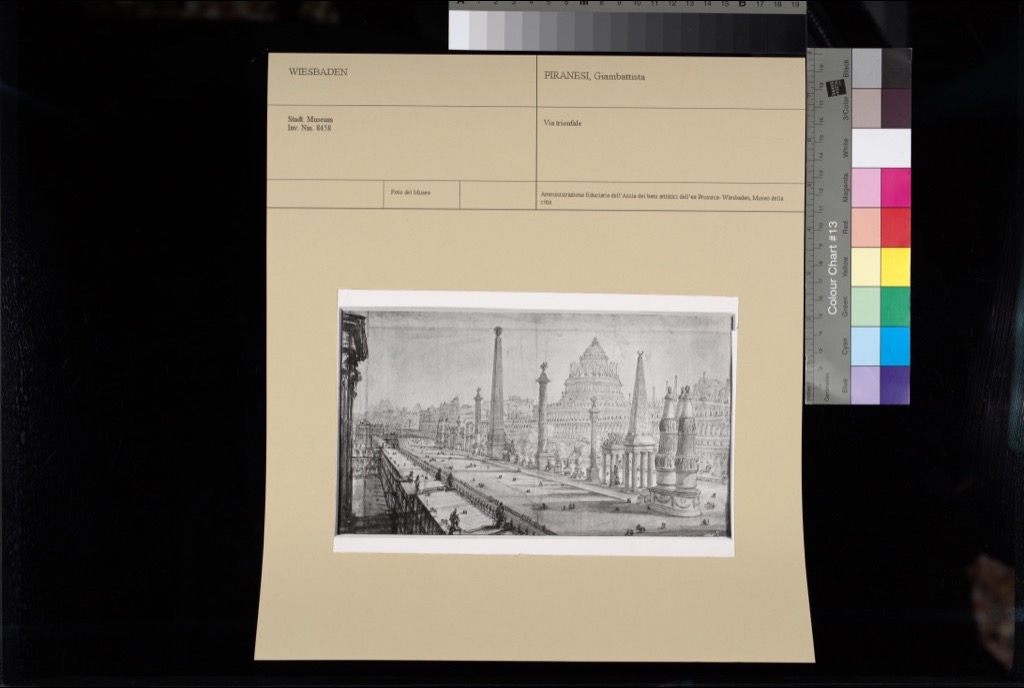 A 1 2 3 4 5 6 M 8 9 10 11 12 13 14 15 B 17 18 19
WIESBADEN
PIRANESI, Giambattista
Stadt. Museum
Inv. Nm. 8458
Via trionfale
Foto del Museo
Amministrazione fiduciaria dell'Assia dei beni artistici dell'ex Prussia- Wiesbaden, Museo della
città
Colour Chart #13
Black
3/Color
White
Magenta
Red
Yellow
Green
Cyan
Blue